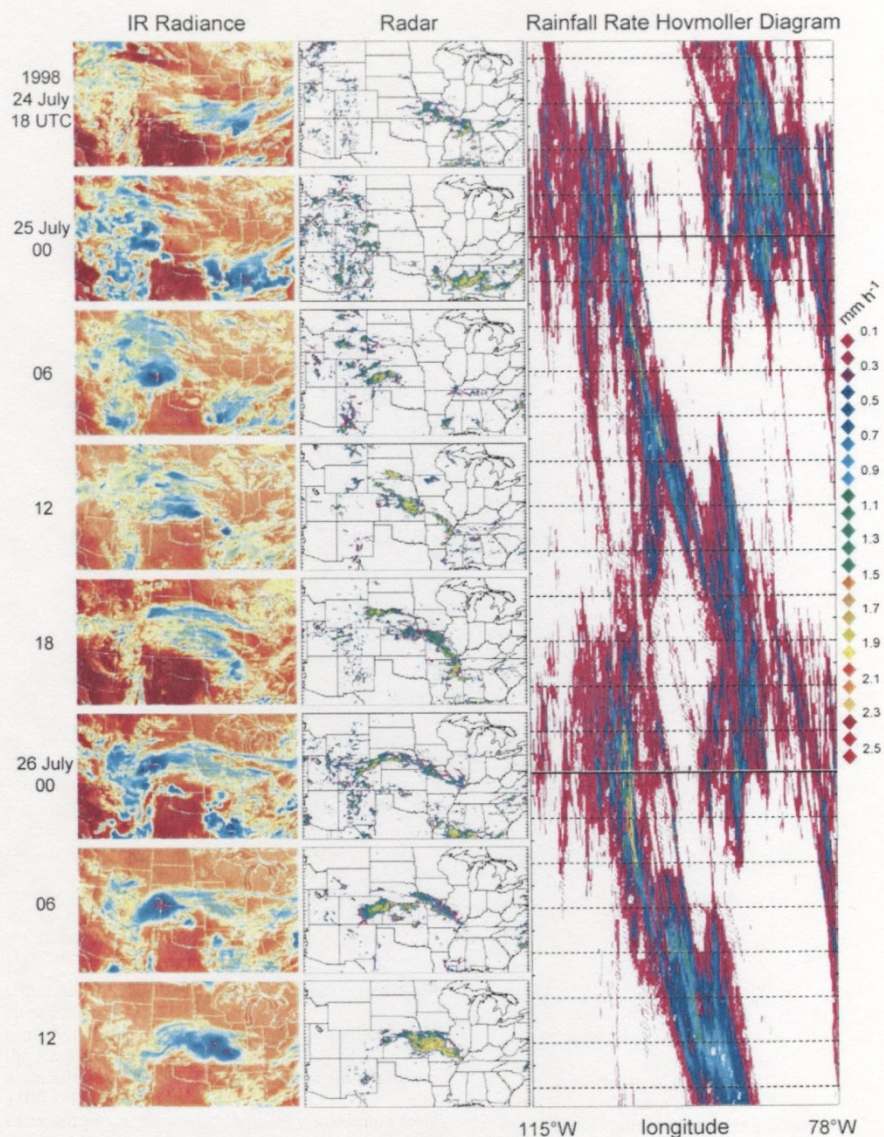 IR Radiance
Radar
Rainfall Rate Hovmoller Diagram
1998
24 July
18 UTC
25 July
00
06
12
18
26 July
00
06
12
mm h-1
0.1
0.3
0.5
0.7
0.9
1.1
1.3
1.5
1.7
1.9
2.1
2.3
2.5
115°W
longitude
78°W